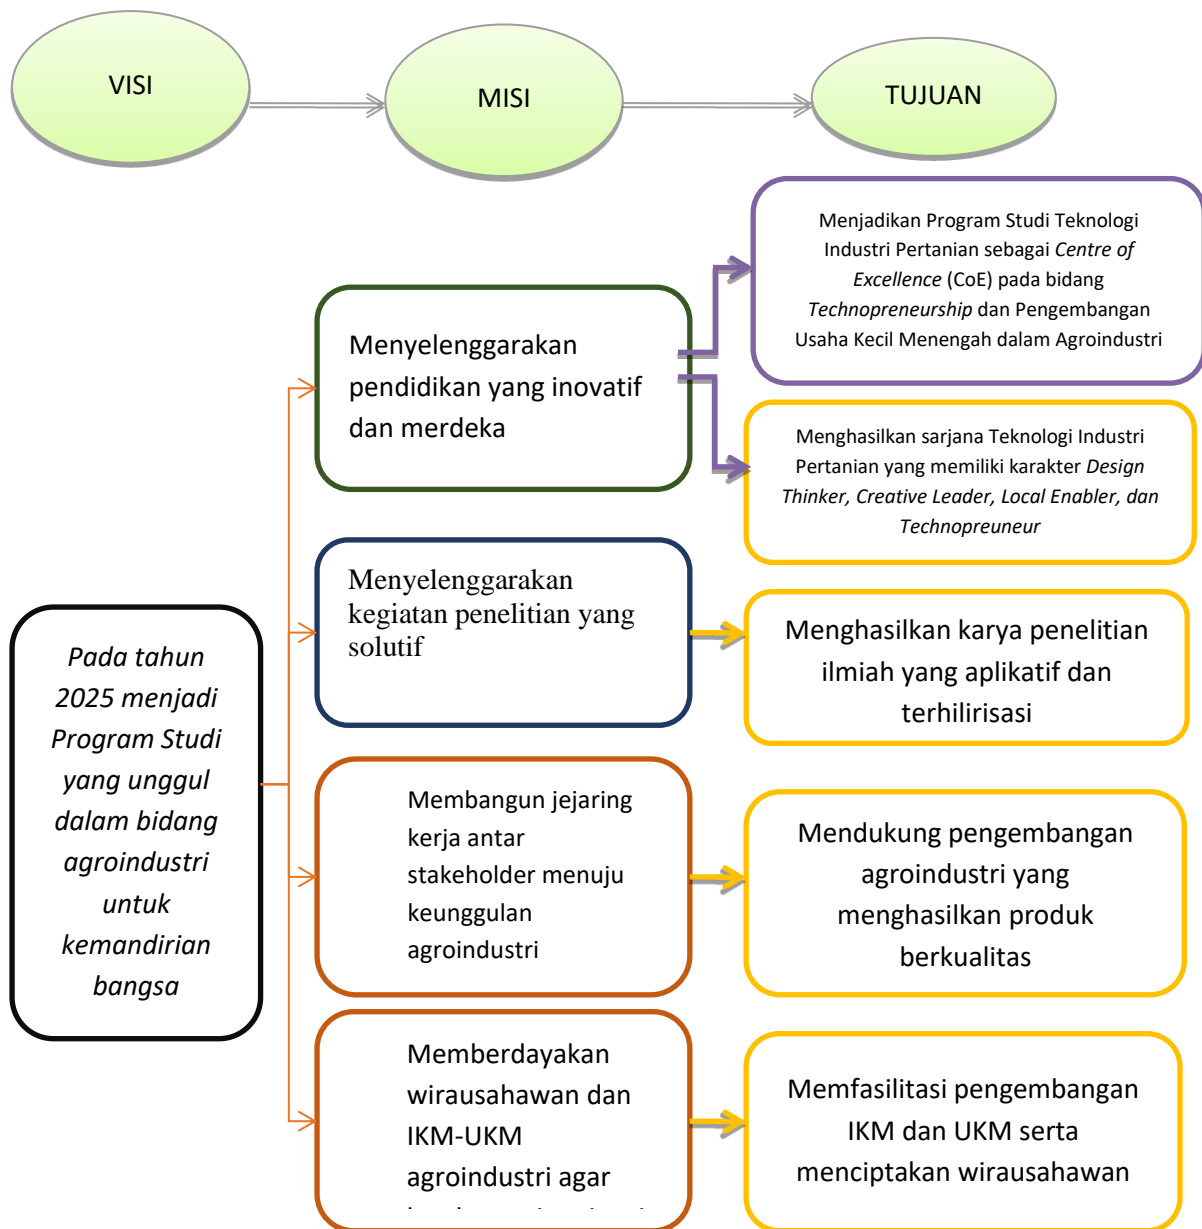 VISI
MISI
TUJUAN
Menjadikan Program Studi Teknologi
Industri Pertanian sebagai Centre of
Excellence (CoE) pada bidang
Technopreneurship dan Pengembangan
Usaha Kecil Menengah dalam Agroindustri
Menyelenggarakan
pendidikan yang inovatif
dan merdeka
Menghasilkan sarjana Teknologi Industri
Pertanian yang memiliki karakter Design
Thinker, Creative Leader, Local Enabler, dan
Technopreuneur
Menyelenggarakan
kegiatan penelitian yang
solutif
Menghasilkan karya penelitian
ilmiah yang aplikatif dan
terhilirisasi
Pada tahun
2025 menjadi
Program Studi
yang unggul
dalam bidang
agroindustri
untuk
kemandirian
bangsa
Membangun jejaring
kerja antar
stakeholder menuju
keunggulan
agroindustri
Mendukung pengembangan
agroindustri yang
menghasilkan produk
berkualitas
Memberdayakan
wirausahawan dan
IKM-UKM
agroindustri agar
Memfasilitasi pengembangan
IKM dan UKM serta
menciptakan wirausahawan